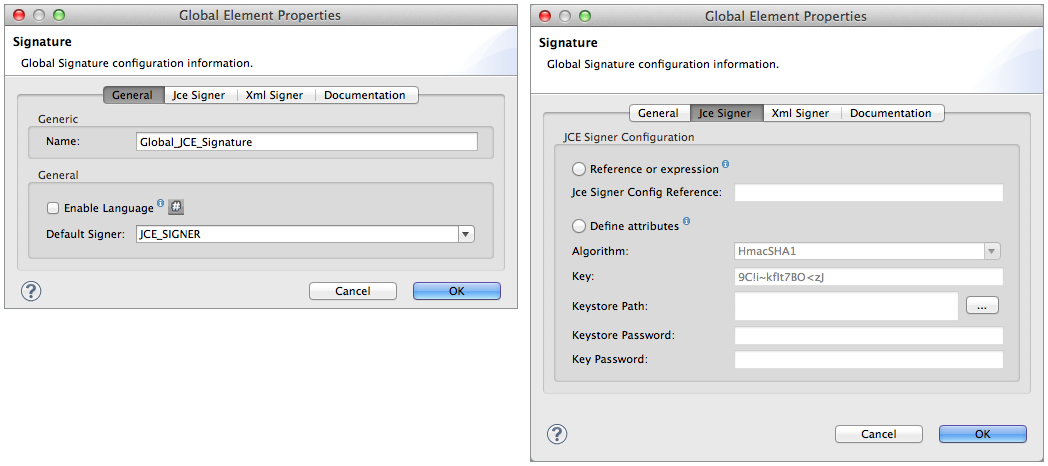 Global Element Properties
Signature
Global Signature configuration information.
General Jce Signer Xml Signer Documentation
Generic
Name: Global_JCE_Signature
General
Enable Language i #
Default Signer: JCE_SIGNER
? Cancel OK
Global Element Properties
Signature
Global Signature configuration information.
General Jce Signer Xml Signer Documentation
JCE Signer Configuration
Reference or expression i
Jce Signer Config Reference:
Define attributes i
Algorithm: HmacSHA1
Key: 9C!i~kfIt7BO<zJ
Keystore Path: ...
Keystore Password:
Key Password:
? Cancel OK